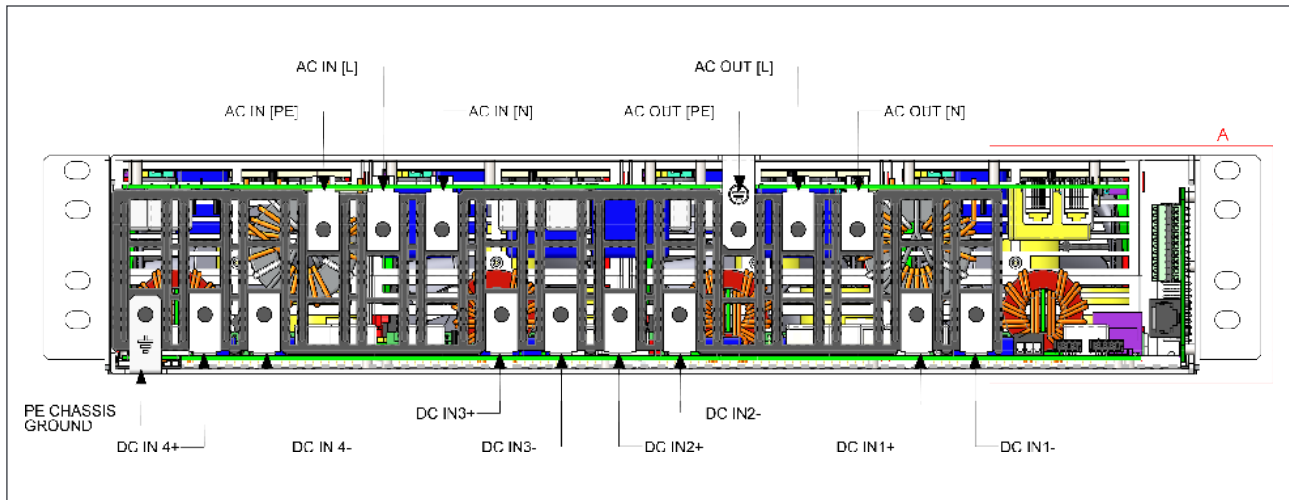 AC IN [L]
AC OUT [L]
AC IN [PE]
AC IN [N]
AC OUT [PE]
AC OUT [N]
A
PE CHASSIS
GROUND
DC IN3+
DC IN2-
DC IN 4+
DC IN 4-
DC IN3-
DC IN2+
DC IN1+
DC IN1-